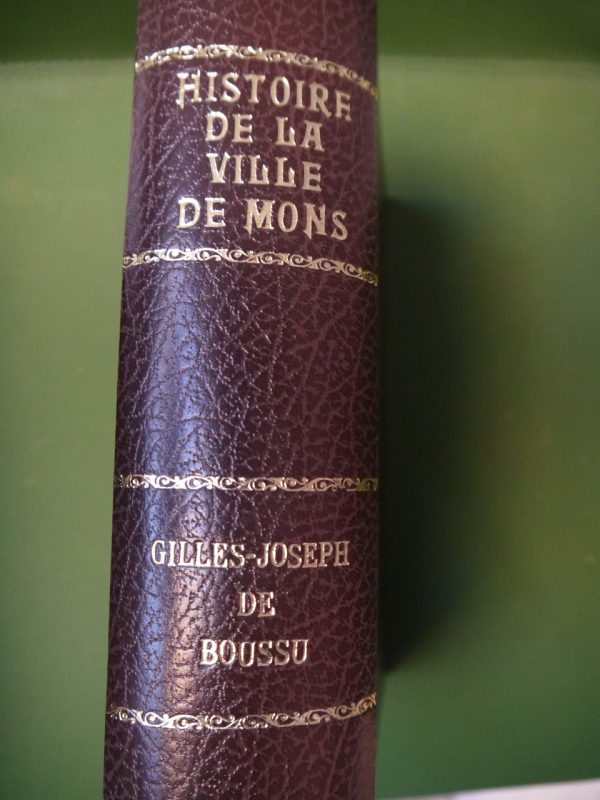 HISTOIRE
DE LA
VILLE
DE MONS
GILLES-JOSEPH
DE
BOUSSU